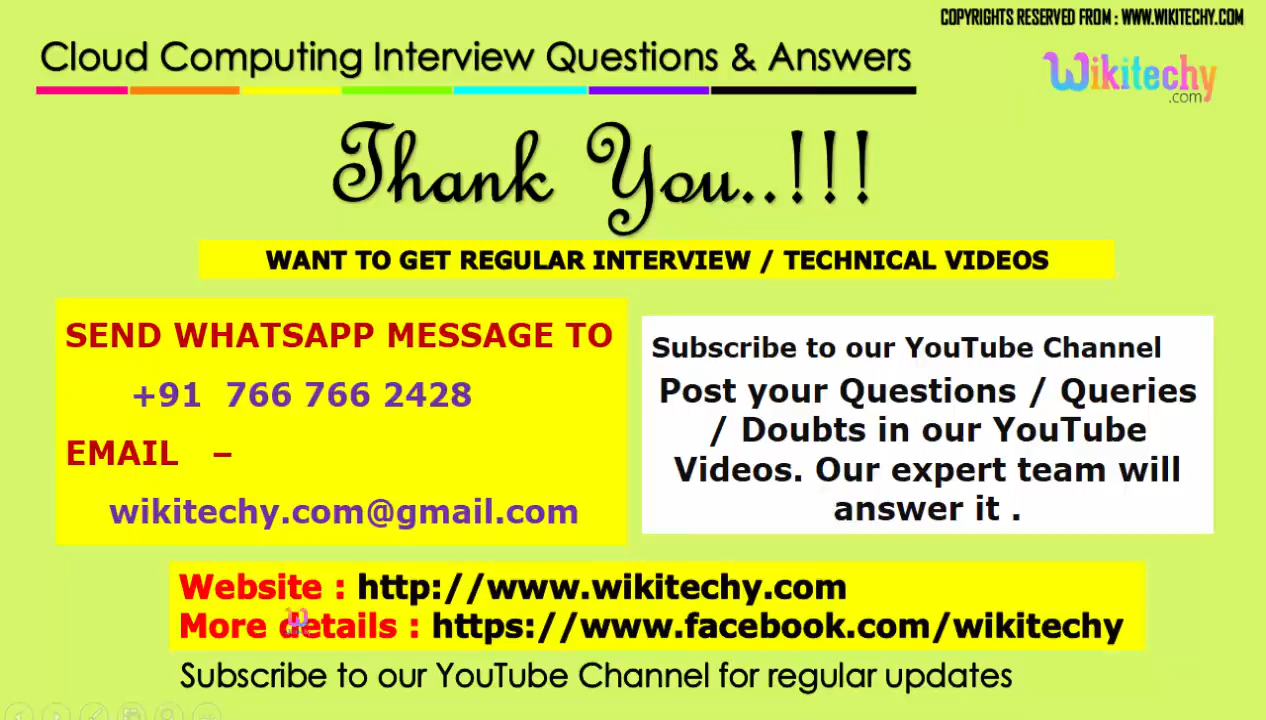 COPYRIGHTS RESERVED FROM : WWW.WIKITECHY.COM
Cloud Computing Interview Questions & Answers
Wikitechy
.com
Thank You..!!!
WANT TO GET REGULAR INTERVIEW / TECHNICAL VIDEOS
SEND WHATSAPP MESSAGE TO
+91 766 766 2428
EMAIL –
wikitechy.com@gmail.com
Subscribe to our YouTube Channel
Post your Questions / Queries
/ Doubts in our YouTube
Videos. Our expert team will
answer it .
Website : http://www.wikitechy.com
More details : https://www.facebook.com/wikitechy
Subscribe to our YouTube Channel for regular updates